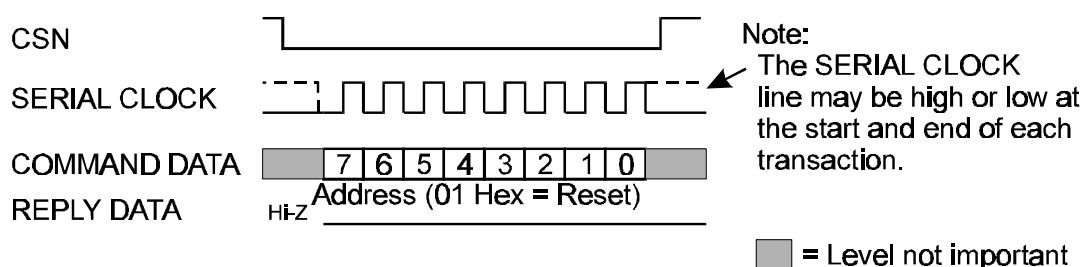 CSN
SERIAL CLOCK
COMMAND DATA
7 6 5 4 3 2 1 0
Address (01 Hex = Reset)
REPLY DATA
Hi-Z
Note:
The SERIAL CLOCK
line may be high or low at
the start and end of each
transaction.
= Level not important